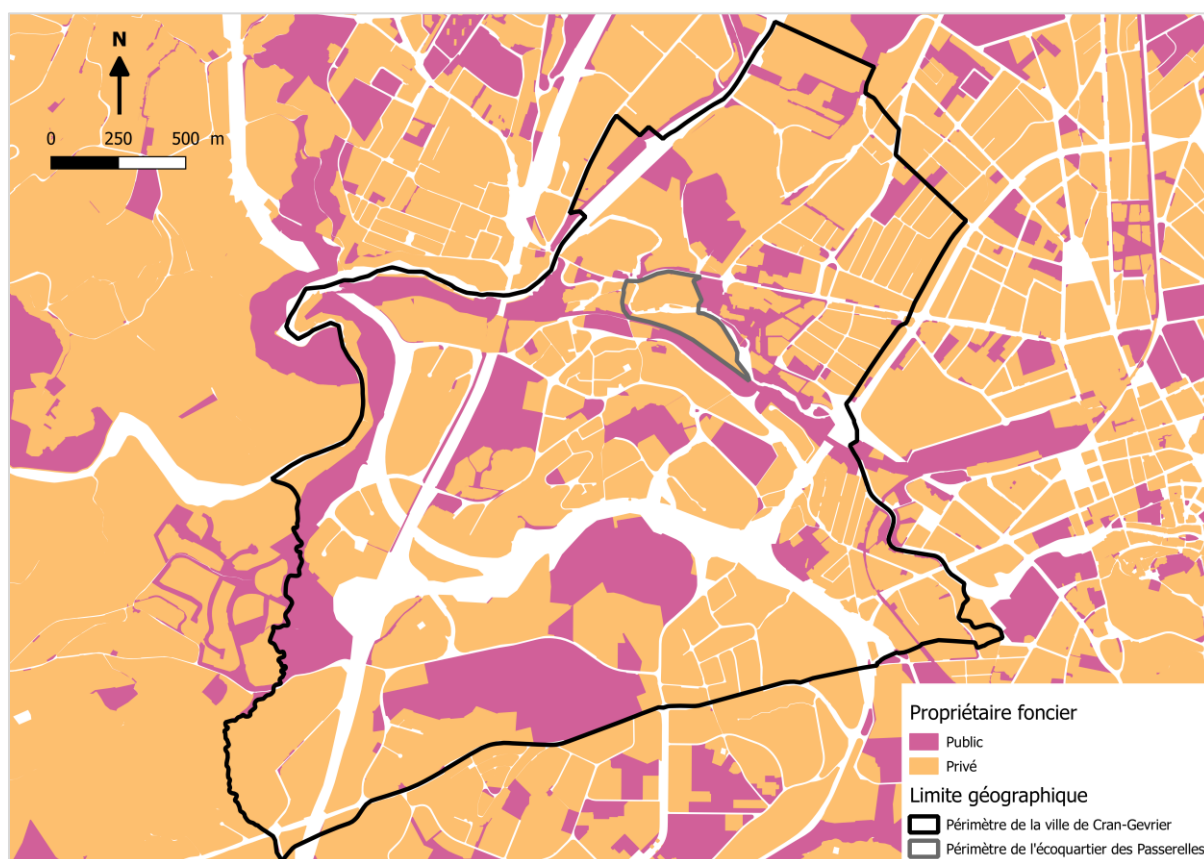 N
0 250 500 m
Propriétaire foncier
Public
Privé
Limite géographique
Périmètre de la ville de Cran-Gevrier
Périmètre de l'écoquartier des Passerelles